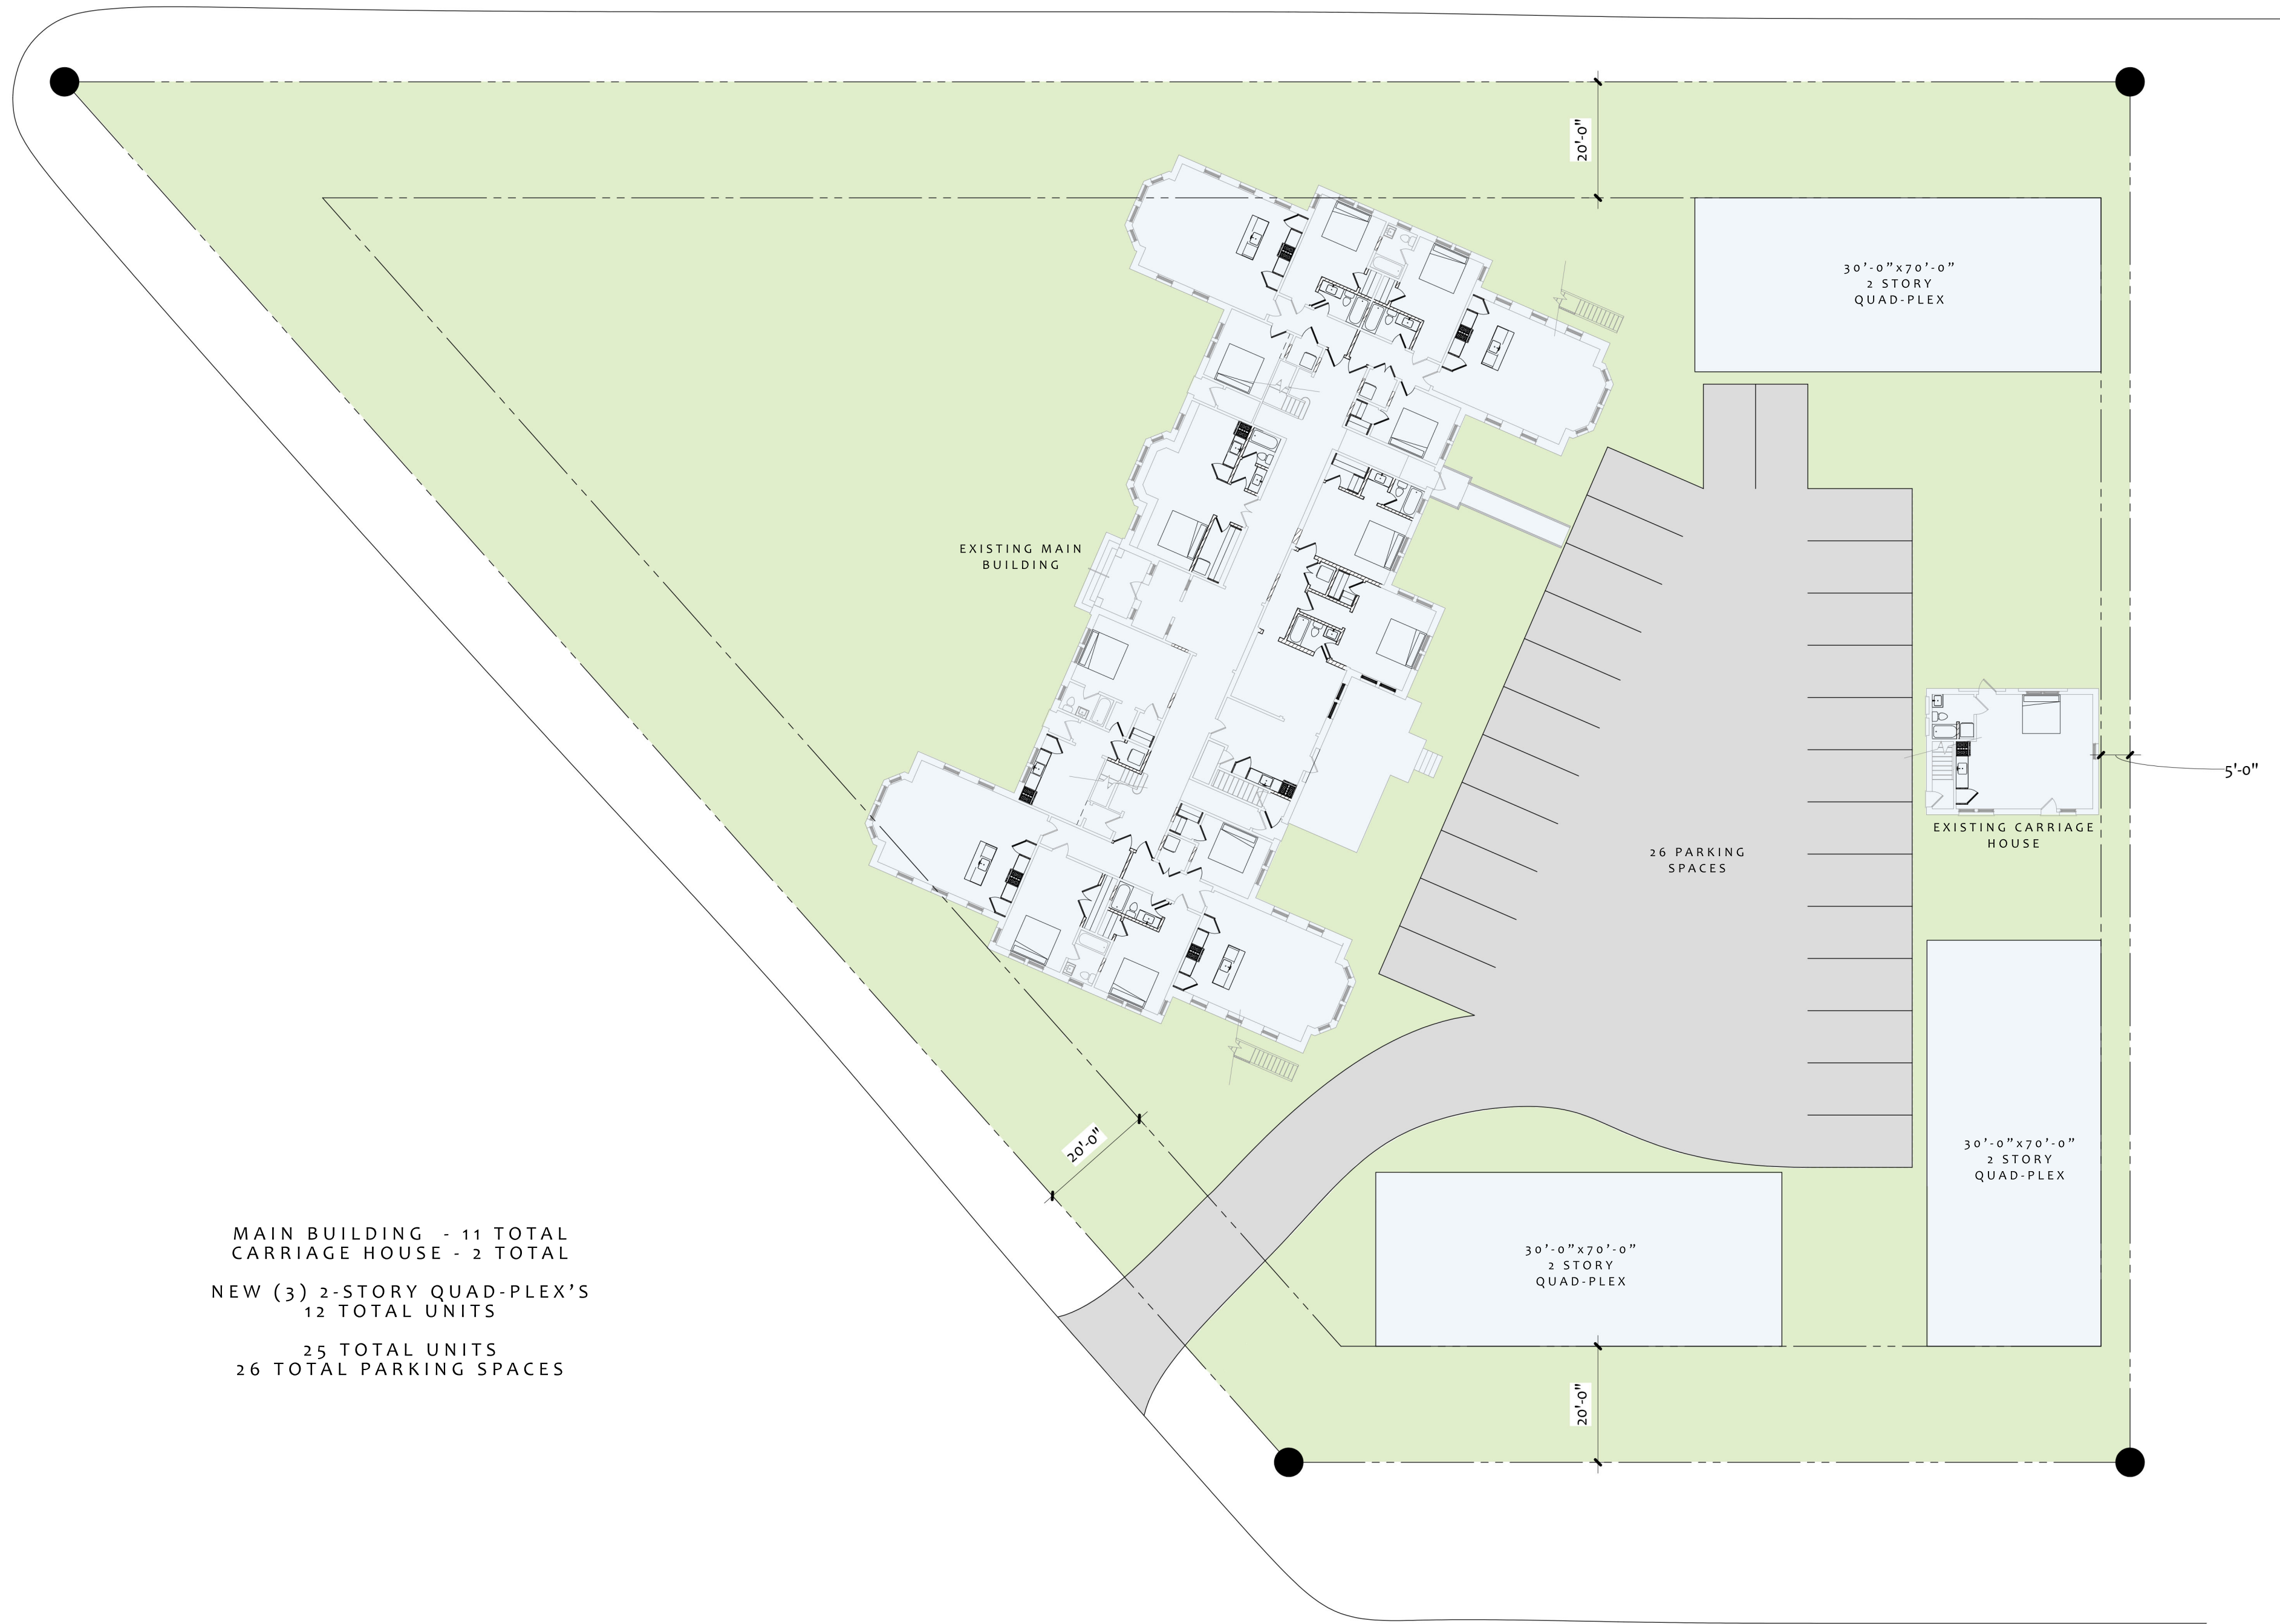 20'-0"
30'-0"x70'-0"
2 STORY
QUAD-PLEX
EXISTING MAIN
BUILDING
5'-0"
EXISTING CARRIAGE
HOUSE
26 PARKING
SPACES
20'-0"
30'-0"x70'-0"
2 STORY
QUAD-PLEX
30'-0"x70'-0"
2 STORY
QUAD-PLEX
MAIN BUILDING - 11 TOTAL
CARRIAGE HOUSE - 2 TOTAL
NEW (3) 2-STORY QUAD-PLEX'S
12 TOTAL UNITS
25 TOTAL UNITS
26 TOTAL PARKING SPACES
20'-0"